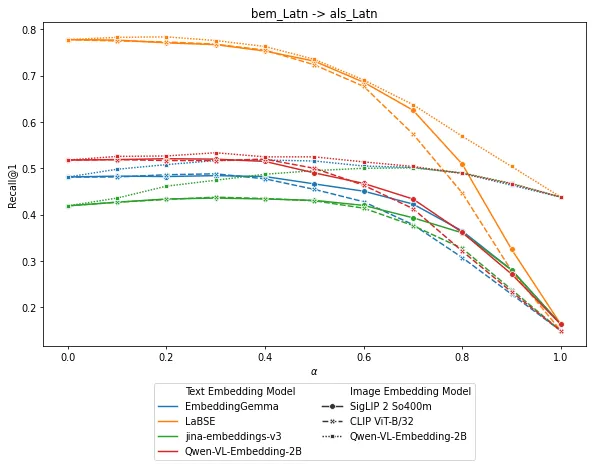 bem_Latn -> als_Latn
0.8
0.7
0.6
0.5
0.4
0.3
0.2
Recall@1
0.0 0.2 0.4 0.6 0.8 1.0
α
Text Embedding Model Image Embedding Model
EmbeddingGemma SigLIP 2 So400m
LaBSE CLIP ViT-B/32
jina-embeddings-v3 Qwen-VL-Embedding-2B
Qwen-VL-Embedding-2B